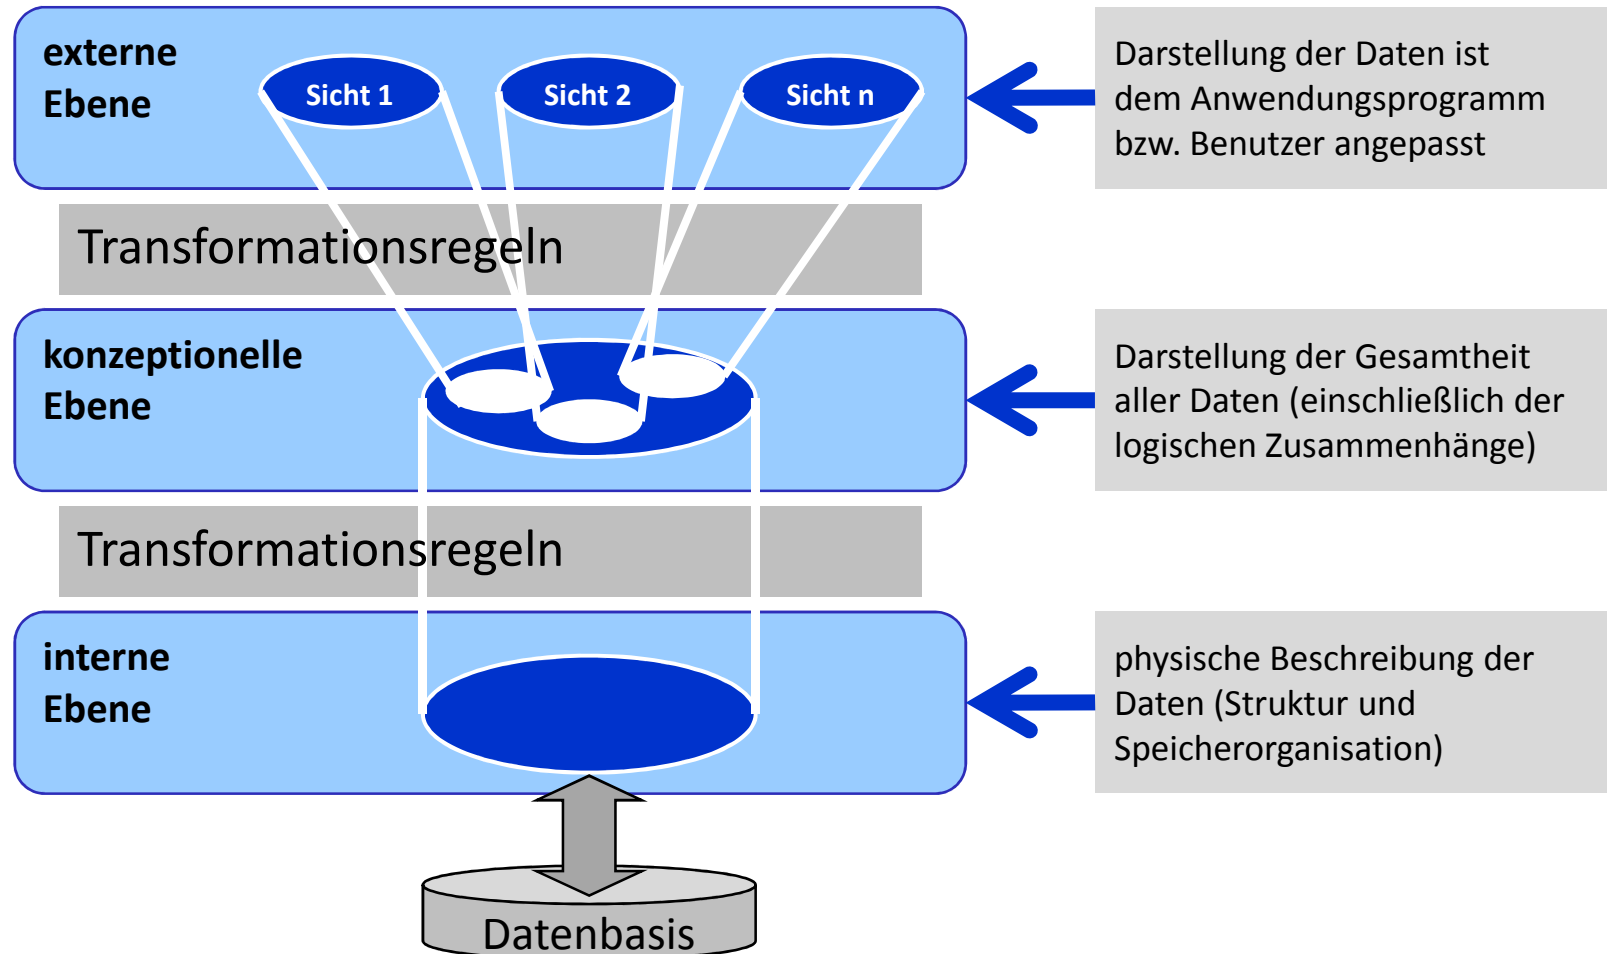 externe
Ebene
Sicht 1
Sicht 2
Sicht n
Darstellung der Daten ist
dem Anwendungsprogramm
bzw. Benutzer angepasst
Transformationsregeln
konzeptionelle
Ebene
Darstellung der Gesamtheit
aller Daten (einschließlich der
logischen Zusammenhänge)
Transformationsregeln
interne
Ebene
physische Beschreibung der
Daten (Struktur und
Speicherorganisation)
Datenbasis